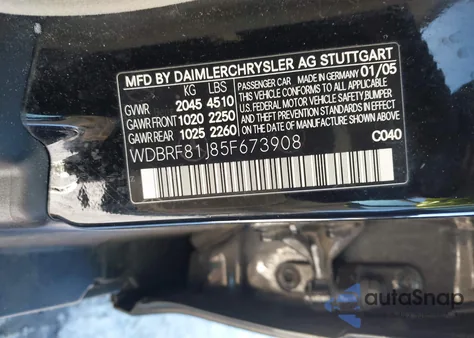 MFD BY DAIMLERCHRYSLER AG STUTTGART
KG LBS
GVWR 2045 4510
GAWR FRONT 1020 2250
GAWR REAR 1025 2260
PASSENGER CAR MADE IN GERMANY 01/05
THIS VEHICLE CONFORMS TO ALL APPLICABLE
U.S. FEDERAL MOTOR VEHICLE SAFETY, BUMPER
AND THEFT PREVENTION STANDARDS IN EFFECT
ON THE DATE OF MANUFACTURE SHOWN ABOVE
WDBRF81J85F673908
C040
autoSnap